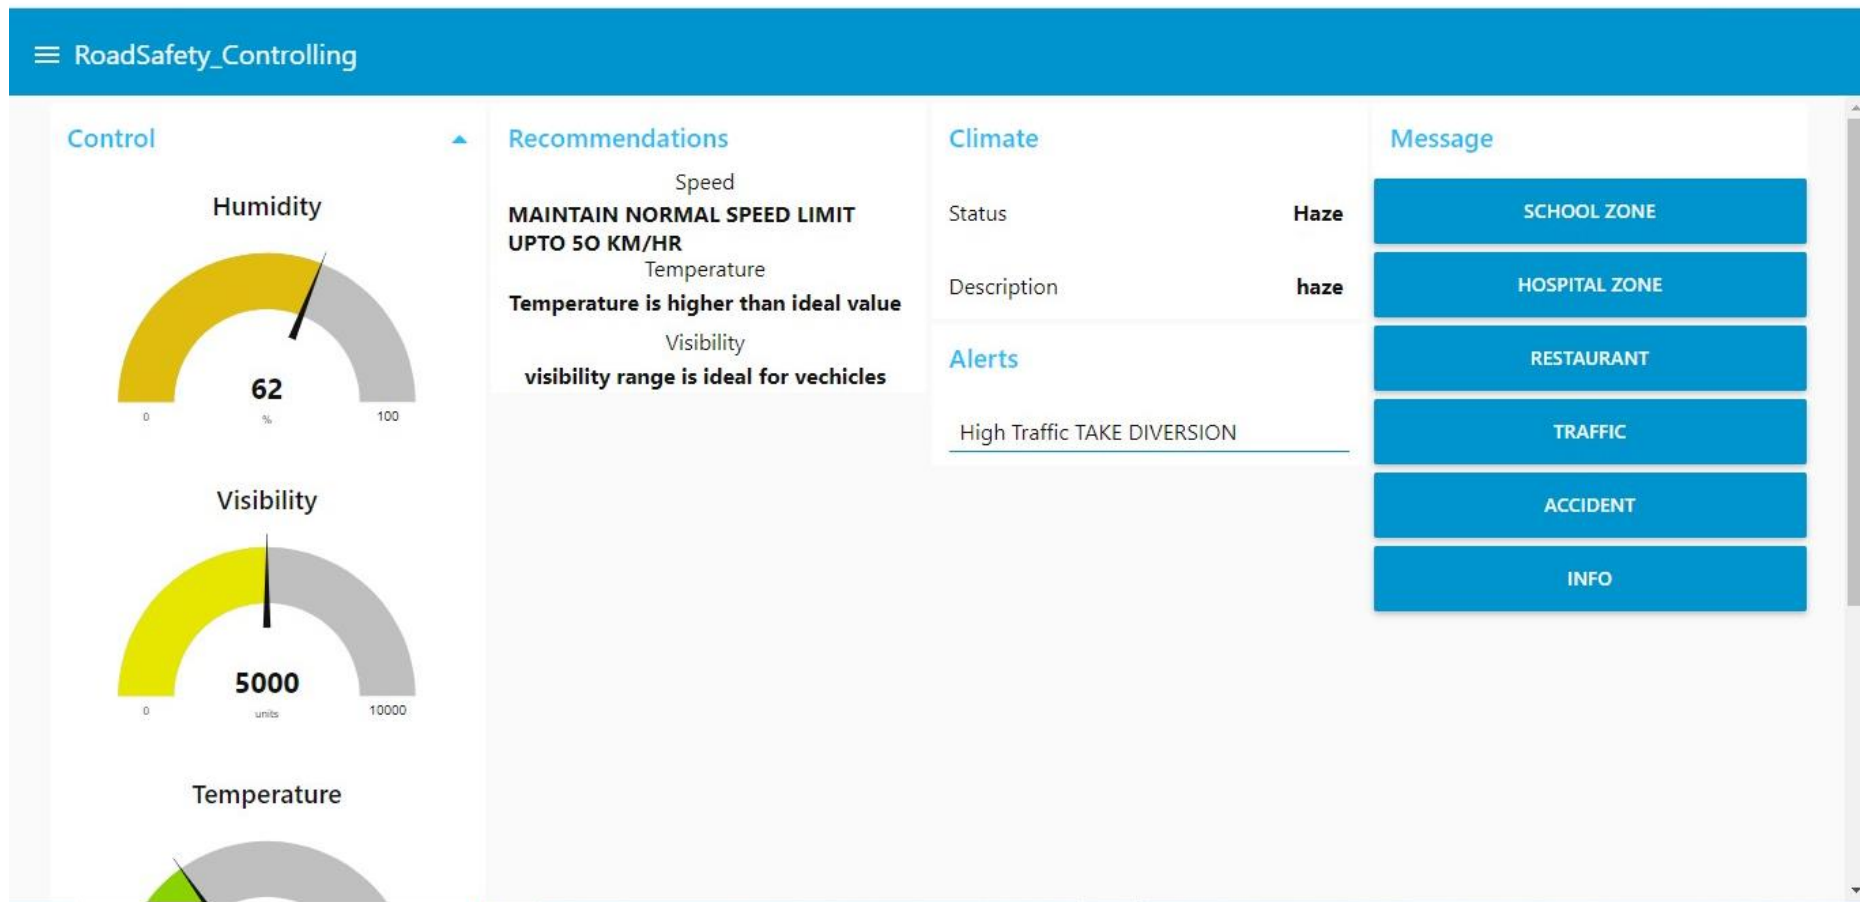 RoadSafety_Controlling
Control
Humidity
62
%
0
100
Visibility
5000
units
0
10000
Temperature
Recommendations
Speed
MAINTAIN NORMAL SPEED LIMIT
UPTO 5O KM/HR
Temperature
Temperature is higher than ideal value
Visibility
visibility range is ideal for vechicles
Climate
Status Haze
Description haze
Alerts
High Traffic TAKE DIVERSION
Message
SCHOOL ZONE
HOSPITAL ZONE
RESTAURANT
TRAFFIC
ACCIDENT
INFO